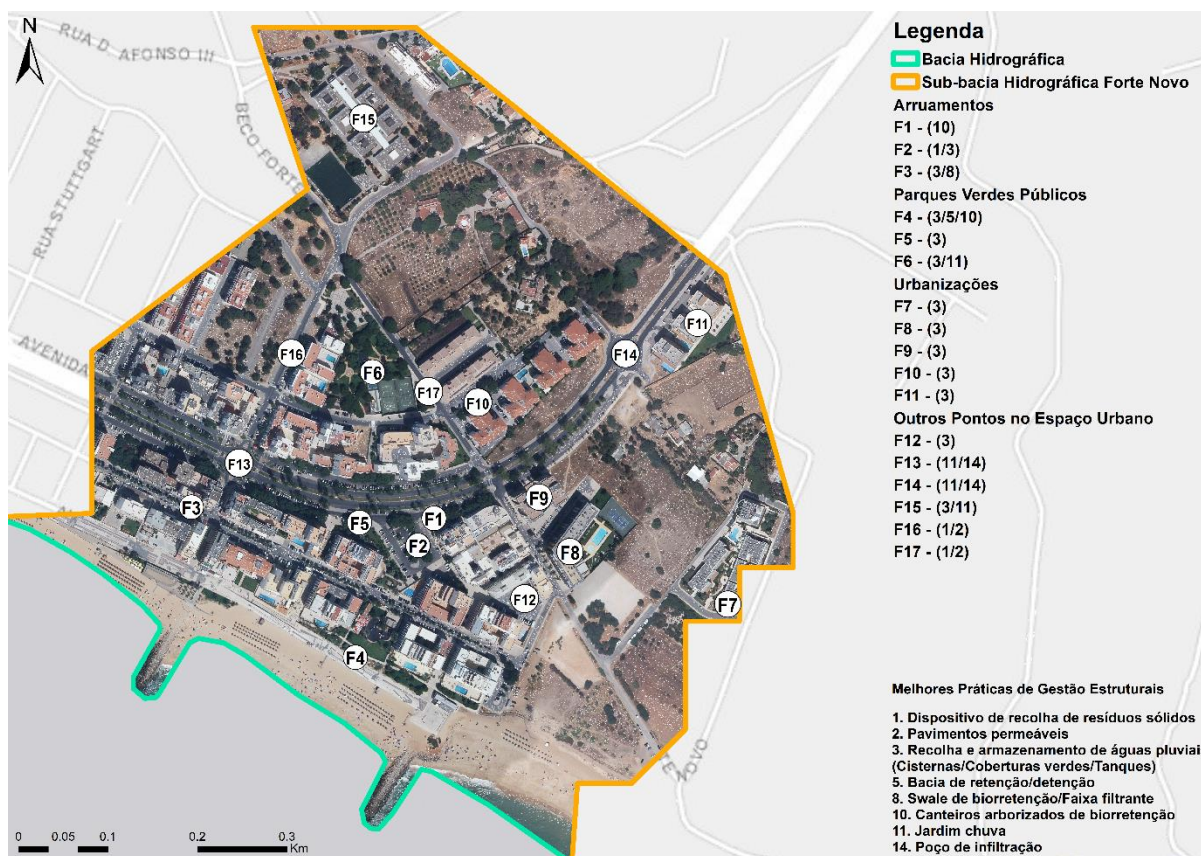 N
RUA D. AFONSO III
BECO FORTE
RUA STUTTGART
AVENIDA
F15
F11
F14
F16
F6
F17
F10
F13
F9
F3
F5
F1
F2
F8
F12
F7
F4
NOVO
0 0.05 0.1 0.2 0.3
Km
Legenda
Bacia Hidrográfica
Sub-bacia Hidrográfica Forte Novo
Arruamentos
F1 - (10)
F2 - (1/3)
F3 - (3/8)
Parques Verdes Públicos
F4 - (3/5/10)
F5 - (3)
F6 - (3/11)
Urbanizações
F7 - (3)
F8 - (3)
F9 - (3)
F10 - (3)
F11 - (3)
Outros Pontos no Espaço Urbano
F12 - (3)
F13 - (11/14)
F14 - (11/14)
F15 - (3/11)
F16 - (1/2)
F17 - (1/2)
Melhores Práticas de Gestão Estruturais
1. Dispositivo de recolha de resíduos sólidos
2. Pavimentos permeáveis
3. Recolha e armazenamento de águas pluviai
(Cisternas/Coberturas verdes/Tanques)
5. Bacia de retenção/detenção
8. Swale de biorretenção/Faixa filtrante
10. Canteiros arborizados de biorretenção
11. Jardim chuva
14. Poço de infiltração